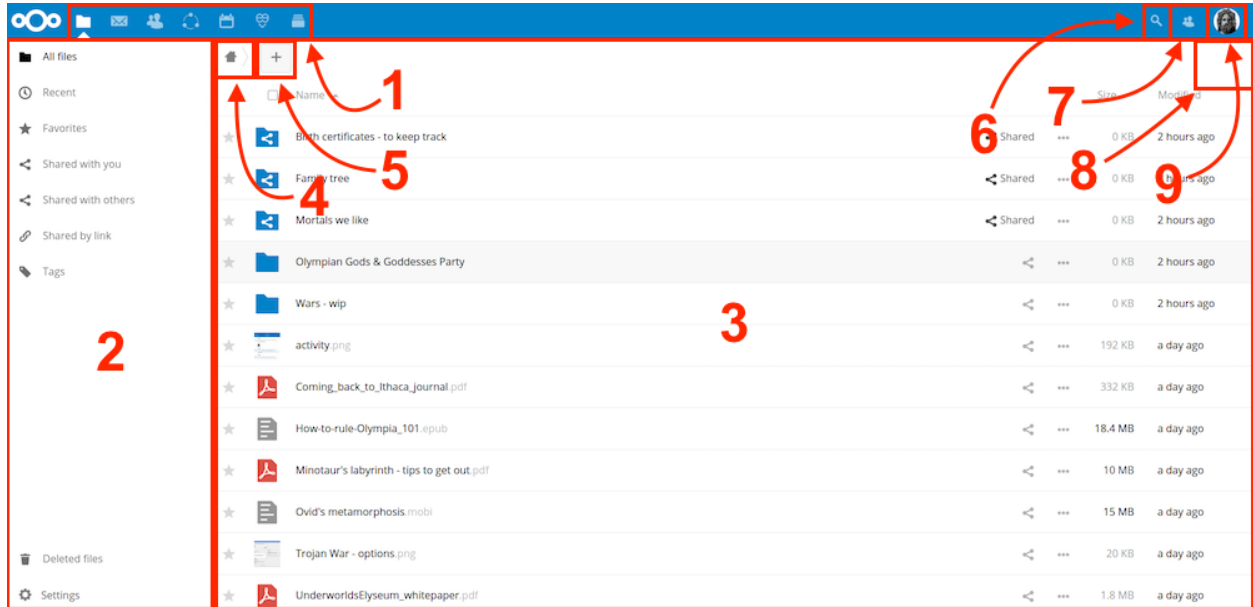 All files
Recent
Favorites
Shared with you
Shared with others
Shared by link
Tags
Deleted files
Settings
1
2
3
4
5
6
7
8
9
Name Size Modified
Birth certificates - to keep track Shared 0 KB 2 hours ago
Family tree Shared 0 KB hours ago
Mortals we like Shared 0 KB 2 hours ago
Olympian Gods & Goddesses Party 0 KB 2 hours ago
Wars - wip 0 KB 2 hours ago
activity.png 192 KB a day ago
Coming_back_to_Ithaca_journal.pdf 332 KB a day ago
How-to-rule-Olympia_101.epub 18.4 MB a day ago
Minotaur's labyrinth - tips to get out.pdf 10 MB a day ago
Ovid's metamorphosis.mobi 15 MB a day ago
Trojan War - options.png 20 KB a day ago
UnderworldsElyseum_whitepaper.pdf 1.8 MB a day ago